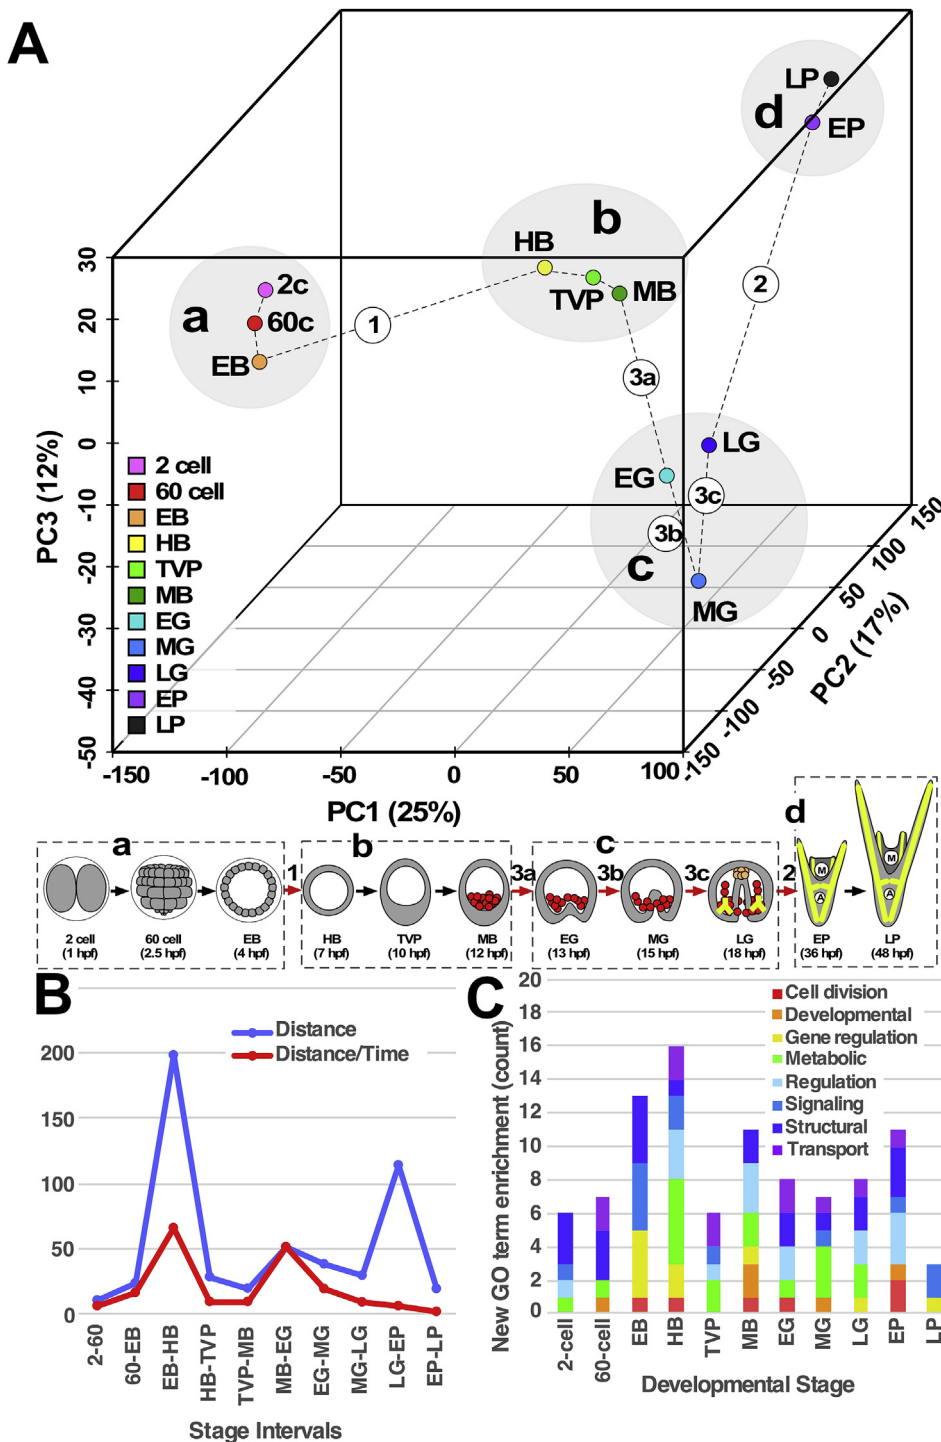 A
LP
d
EP
b
HB
TVP
MB
2
30
a
2c
60c
EB
1
20
3a
10
0
LG
EG
3c
3b
c
MG
PC3 (12%)
-10
-20
-30
-40
-50
2 cell
60 cell
EB
HB
TVP
MB
EG
MG
LG
EP
LP
150
100
50
0
-50
-100
-150
PC2 (17%)
-150
-100
-50
0
50
100
PC1 (25%)
a
1
b
3a
c
3b
3c
2
d
M
A
M
A
2 cell
(1 hpf)
60 cell
(2.5 hpf)
EB
(4 hpf)
HB
(7 hpf)
TVP
(10 hpf)
MB
(12 hpf)
EG
(13 hpf)
MG
(15 hpf)
LG
(18 hpf)
EP
(36 hpf)
LP
(48 hpf)
B
Distance
Distance/Time
200
150
100
50
0
2-60
60-EB
EB-HB
HB-TVP
TVP-MB
MB-EG
EG-MG
MG-LG
LG-EP
EP-LP
Stage Intervals
C
New GO term enrichment (count)
20
18
16
14
12
10
8
6
4
2
0
Cell division
Developmental
Gene regulation
Metabolic
Regulation
Signaling
Structural
Transport
2-cell
60-cell
EB
HB
TVP
MB
EG
MG
LG
EP
LP
Developmental Stage